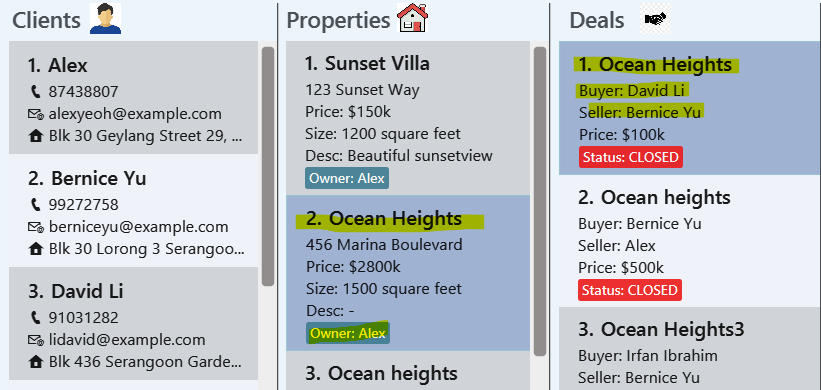 Clients
1. Alex
87438807
alexyeoh@example.com
Blk 30 Geylang Street 29, ...
2. Bernice Yu
99272758
berniceyu@example.com
Blk 30 Lorong 3 Serangoo...
3. David Li
91031282
lidavid@example.com
Blk 436 Serangoon Garde...
Properties
1. Sunset Villa
123 Sunset Way
Price: $150k
Size: 1200 square feet
Desc: Beautiful sunsetview
Owner: Alex
2. Ocean Heights
456 Marina Boulevard
Price: $2800k
Size: 1500 square feet
Desc: -
Owner: Alex
3. Ocean heights
Deals
1. Ocean Heights
Buyer: David Li
Seller: Bernice Yu
Price: $100k
Status: CLOSED
2. Ocean heights
Buyer: Bernice Yu
Seller: Alex
Price: $500k
Status: CLOSED
3. Ocean Heights3
Buyer: Irfan Ibrahim
Seller: Bernice Yu